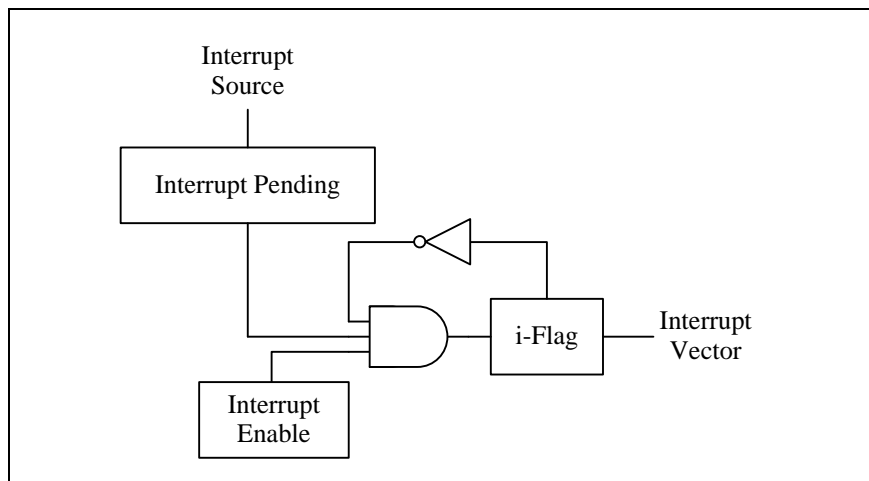 Interrupt
Source
Interrupt Pending
i-Flag
Interrupt
Vector
Interrupt
Enable